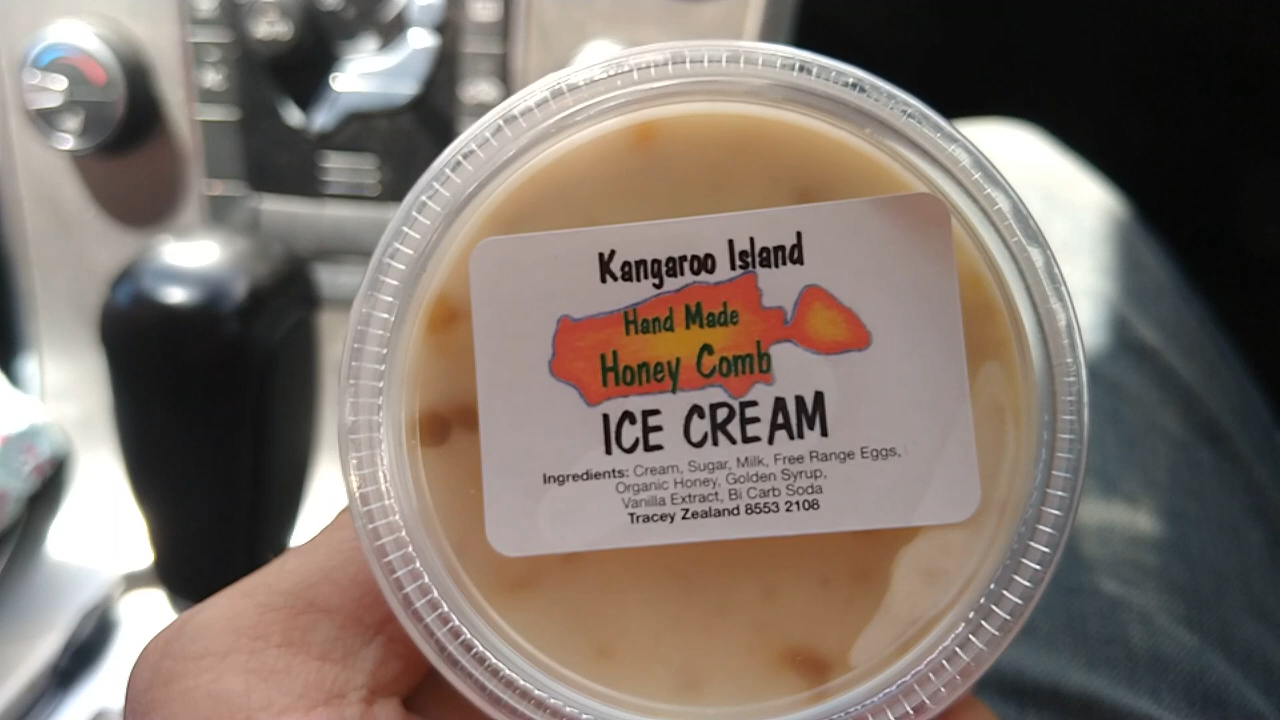 Kangaroo Island
Hand Made
Honey Comb
ICE CREAM
Ingredients: Cream, Sugar, Milk, Free Range Eggs,
Organic Honey, Golden Syrup,
Vanilla Extract, Bi Carb Soda
Tracey Zealand 8553 2108